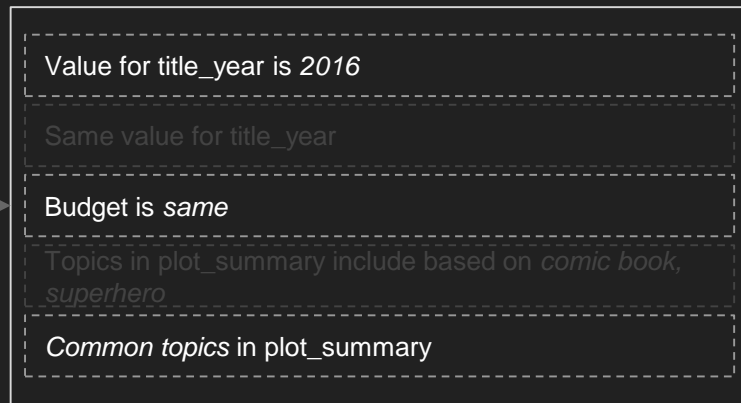 Value for title_year is 2016
Same value for title_year
Budget is same
Topics in plot_summary include based on comic book,
superhero
Common topics in plot_summary